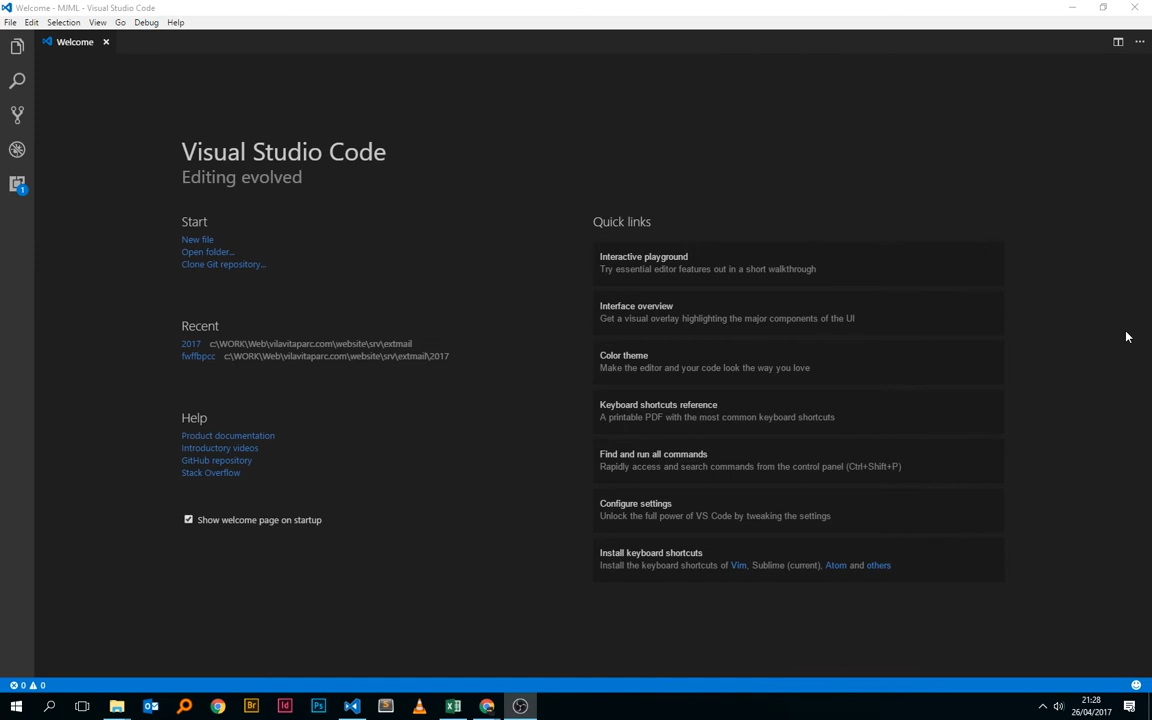 Welcome - MJML - Visual Studio Code
File Edit Selection View Go Debug Help
Welcome
1
Visual Studio Code
Editing evolved
Start
New file
Open folder...
Clone Git repository...
Recent
2017 c:\WORK\Web\vilavitaparc.com\website\srv\extmail
fwffbpcc c:\WORK\Web\vilavitaparc.com\website\srv\extmail\2017
Help
Product documentation
Introductory videos
GitHub repository
Stack Overflow
Show welcome page on startup
Quick links
Interactive playground
Try essential editor features out in a short walkthrough
Interface overview
Get a visual overlay highlighting the major components of the UI
Color theme
Make the editor and your code look the way you love
Keyboard shortcuts reference
A printable PDF with the most common keyboard shortcuts
Find and run all commands
Rapidly access and search commands from the control panel (Ctrl+Shift+P)
Configure settings
Unlock the full power of VS Code by tweaking the settings
Install keyboard shortcuts
Install the keyboard shortcuts of Vim, Sublime (current), Atom and others
0 0
Br Id Ps
21:28
26/04/2017